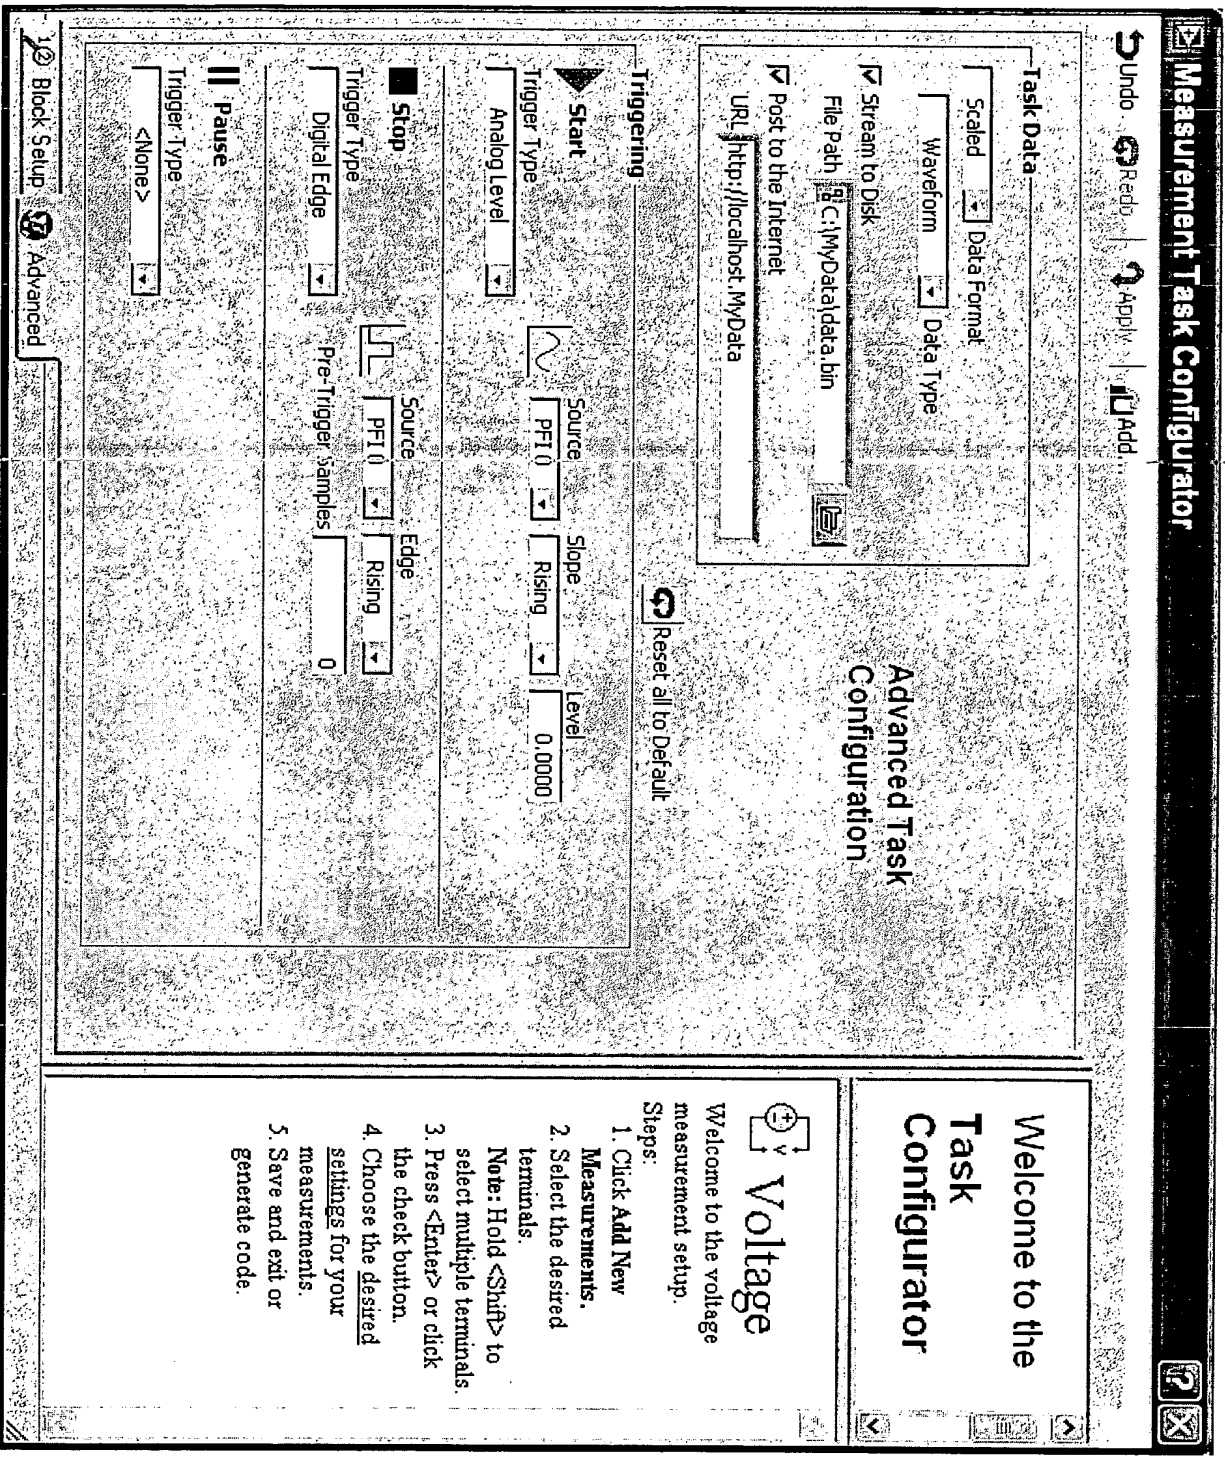 Measurement Task Configurator
Undo Redo Apply Add...
Task Data
Scaled Data Format
Waveform Data Type
Stream to Disk
File Path C:\MyData\data.bin
Post to the Internet
URL http://localhost.MyData
Advanced Task
Configuration
Reset all to Default
Triggering
Start
Trigger Type Source Slope Level
Analog Level PFI 0 Rising 0.0000
Stop
Trigger Type Source Edge
Digital Edge PFI 0 Rising
Pre-Trigger Samples 0
Pause
Trigger Type
<None>
Block Setup Advanced
Welcome to the
Task
Configurator
Voltage
Welcome to the voltage
measurement setup.
Steps:
1. Click Add New
Measurements.
2. Select the desired
terminals.
Note: Hold <Shift> to
select multiple terminals.
3. Press <Enter> or click
the check button.
4. Choose the desired
settings for your
measurements.
5. Save and exit or
generate code.